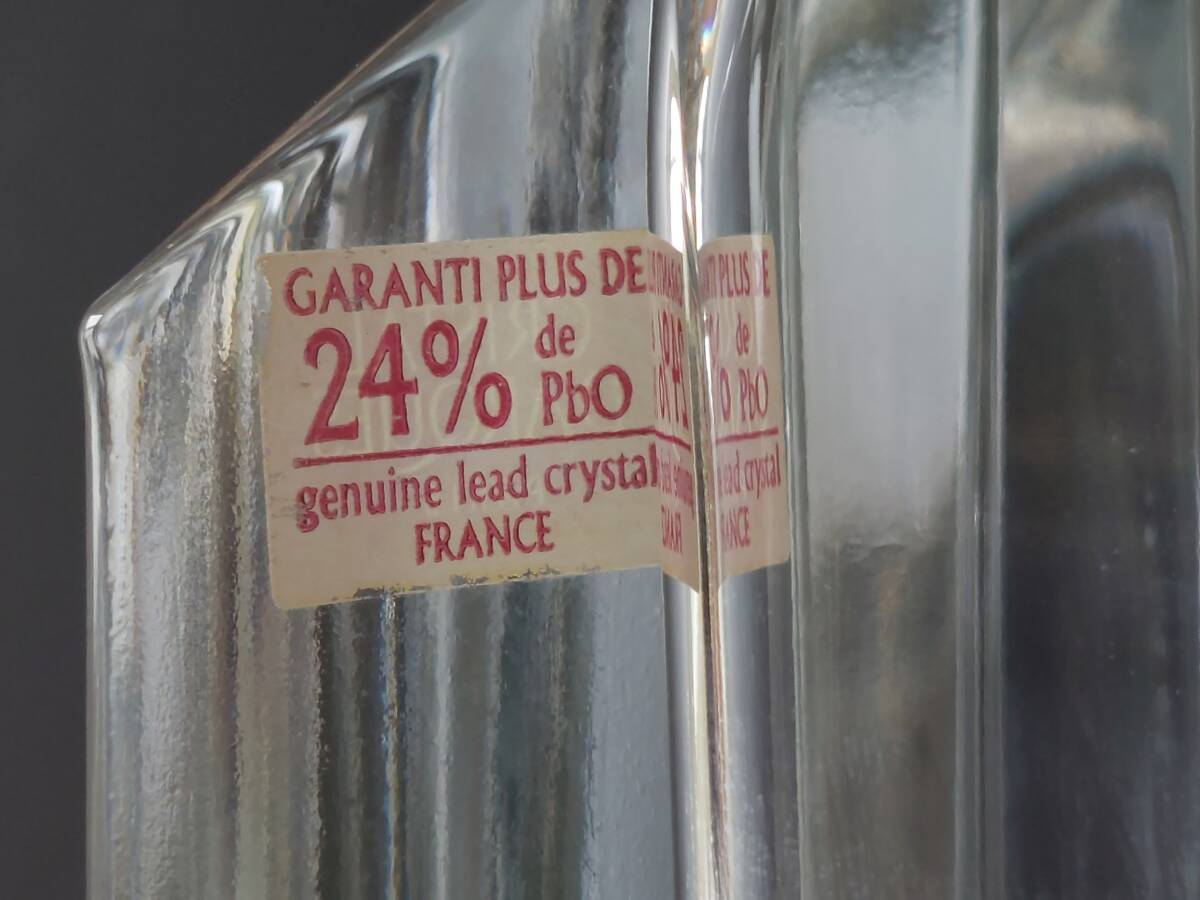 GARANTI PLUS DE
24% de PbO
genuine lead crystal
FRANCE